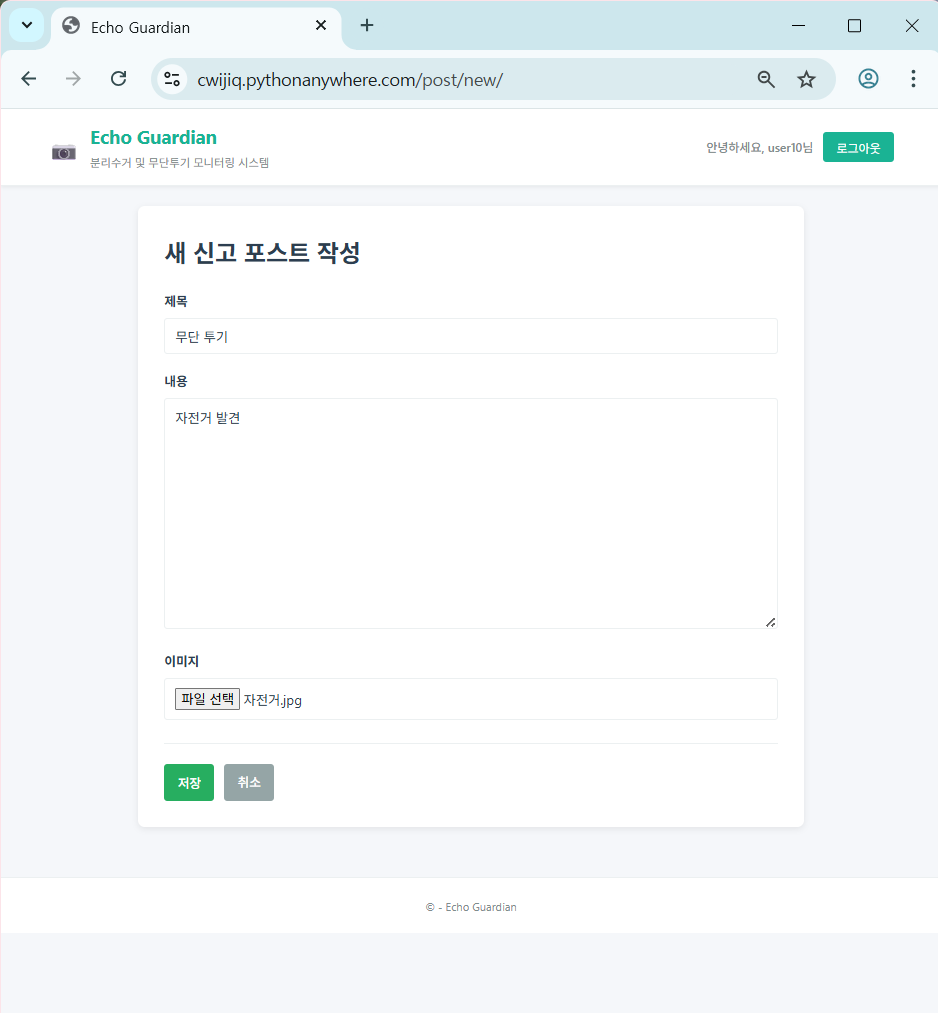 Echo Guardian
cwijiq.pythonanywhere.com/post/new/
Echo Guardian
분리수거 및 무단투기 모니터링 시스템
안녕하세요, user10님
로그아웃
새 신고 포스트 작성
제목
무단 투기
내용
자전거 발견
이미지
파일 선택 자전거.jpg
저장 취소
© - Echo Guardian